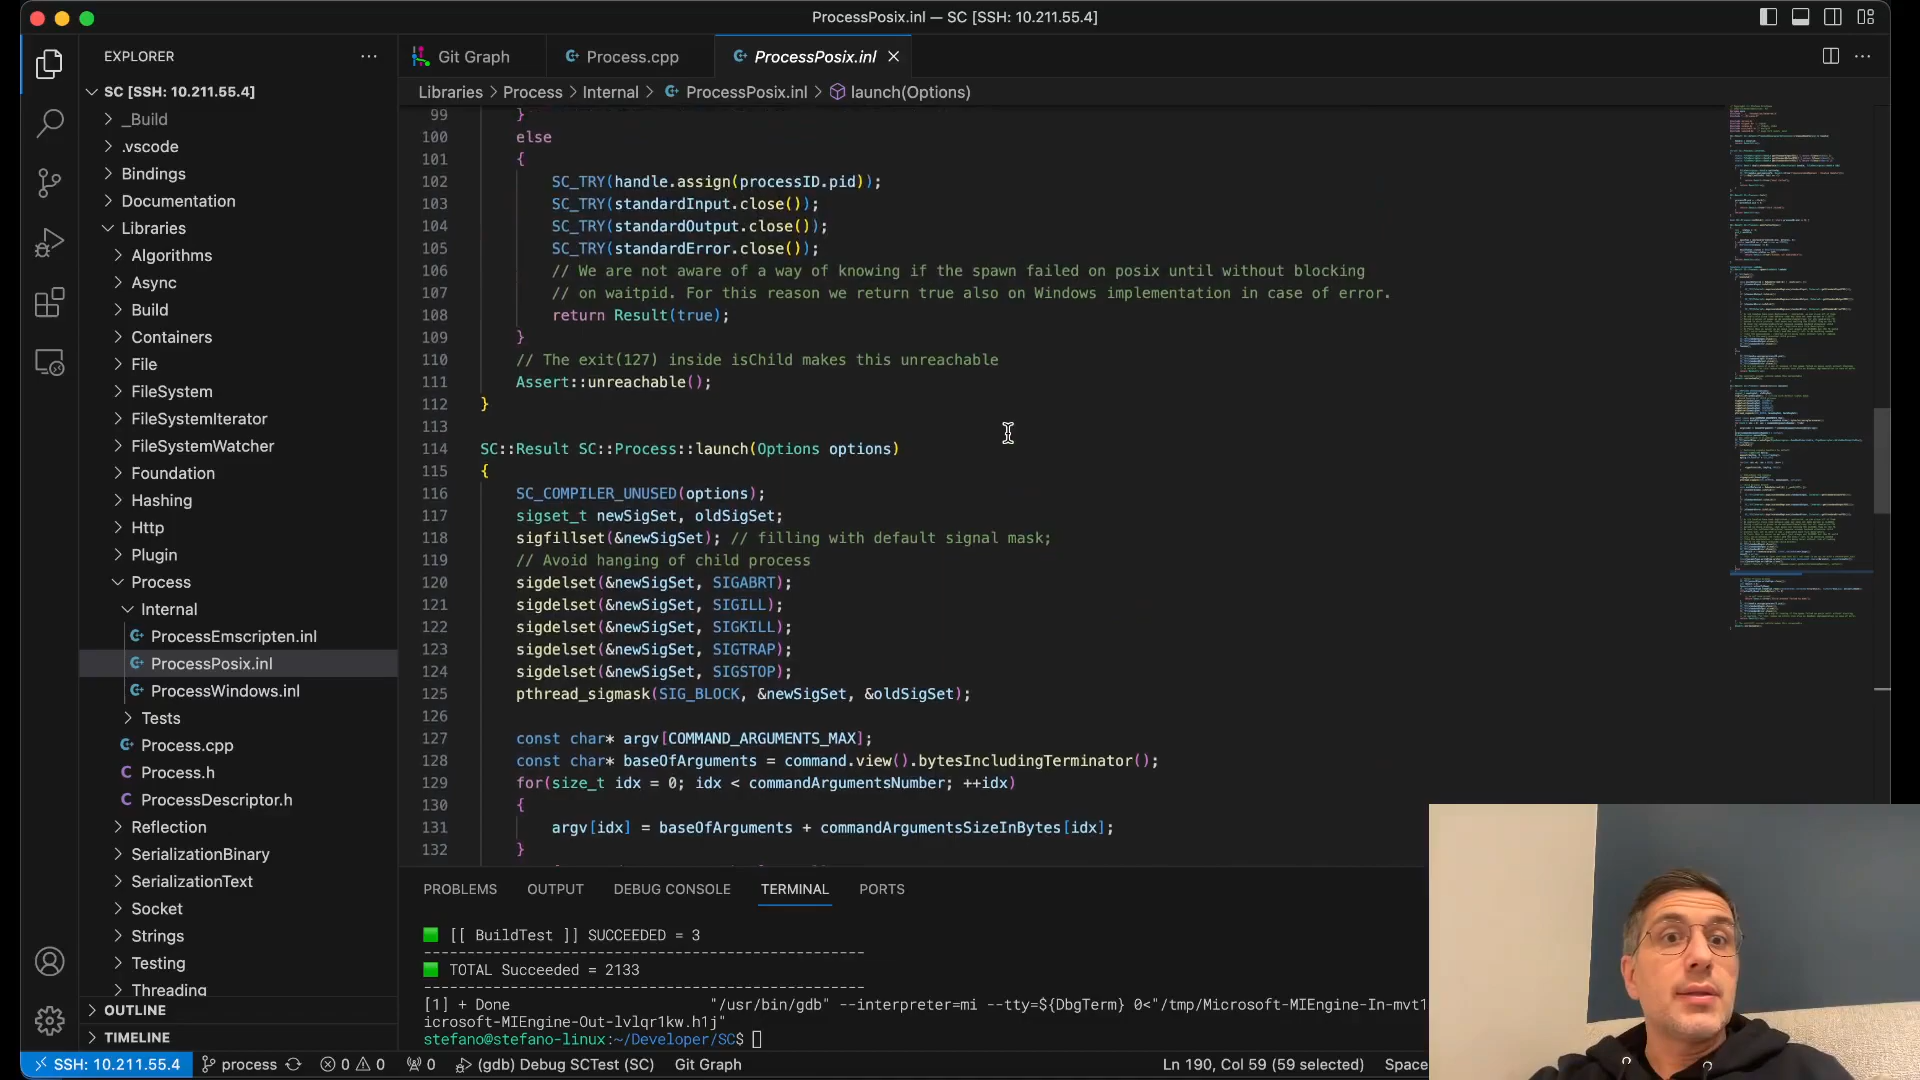 ProcessPosix.inl — SC [SSH: 10.211.55.4]
EXPLORER
Git Graph
Process.cpp
ProcessPosix.inl
SC [SSH: 10.211.55.4]
Libraries > Process > Internal > ProcessPosix.inl > launch(Options)
_Build
.vscode
Bindings
Documentation
Libraries
Algorithms
Async
Build
Containers
File
FileSystem
FileSystemIterator
FileSystemWatcher
Foundation
Hashing
Http
Plugin
Process
Internal
ProcessEmscripten.inl
ProcessPosix.inl
ProcessWindows.inl
Tests
Process.cpp
Process.h
ProcessDescriptor.h
Reflection
SerializationBinary
SerializationText
Socket
Strings
Testing
Threading
OUTLINE
TIMELINE
99 }
100 else
101 {
102 SC_TRY(handle.assign(processID.pid));
103 SC_TRY(standardInput.close());
104 SC_TRY(standardOutput.close());
105 SC_TRY(standardError.close());
106 // We are not aware of a way of knowing if the spawn failed on posix until without blocking
107 // on waitpid. For this reason we return true also on Windows implementation in case of error.
108 return Result(true);
109 }
110 // The exit(127) inside isChild makes this unreachable
111 Assert::unreachable();
112 }
113
114 SC::Result SC::Process::launch(Options options)
115 {
116 SC_COMPILER_UNUSED(options);
117 sigset_t newSigSet, oldSigSet;
118 sigfillset(&newSigSet); // filling with default signal mask;
119 // Avoid hanging of child process
120 sigdelset(&newSigSet, SIGABRT);
121 sigdelset(&newSigSet, SIGILL);
122 sigdelset(&newSigSet, SIGKILL);
123 sigdelset(&newSigSet, SIGTRAP);
124 sigdelset(&newSigSet, SIGSTOP);
125 pthread_sigmask(SIG_BLOCK, &newSigSet, &oldSigSet);
126
127 const char* argv[COMMAND_ARGUMENTS_MAX];
128 const char* baseOfArguments = command.view().bytesIncludingTerminator();
129 for(size_t idx = 0; idx < commandArgumentsNumber; ++idx)
130 {
131 argv[idx] = baseOfArguments + commandArgumentsSizeInBytes[idx];
132 }
PROBLEMS OUTPUT DEBUG CONSOLE TERMINAL PORTS
[[ BuildTest ]] SUCCEEDED = 3
---------------------------------------------------
TOTAL Succeeded = 2133
---------------------------------------------------
[1] + Done "/usr/bin/gdb" --interpreter=mi --tty=${DbgTerm} 0<"/tmp/Microsoft-MIEngine-In-mvt1
icrosoft-MIEngine-Out-lvlqr1kw.h1j"
stefano@stefano-linux:~/Developer/SC$
SSH: 10.211.55.4 process 0 0 0 (gdb) Debug SCTest (SC) Git Graph Ln 190, Col 59 (59 selected) Space